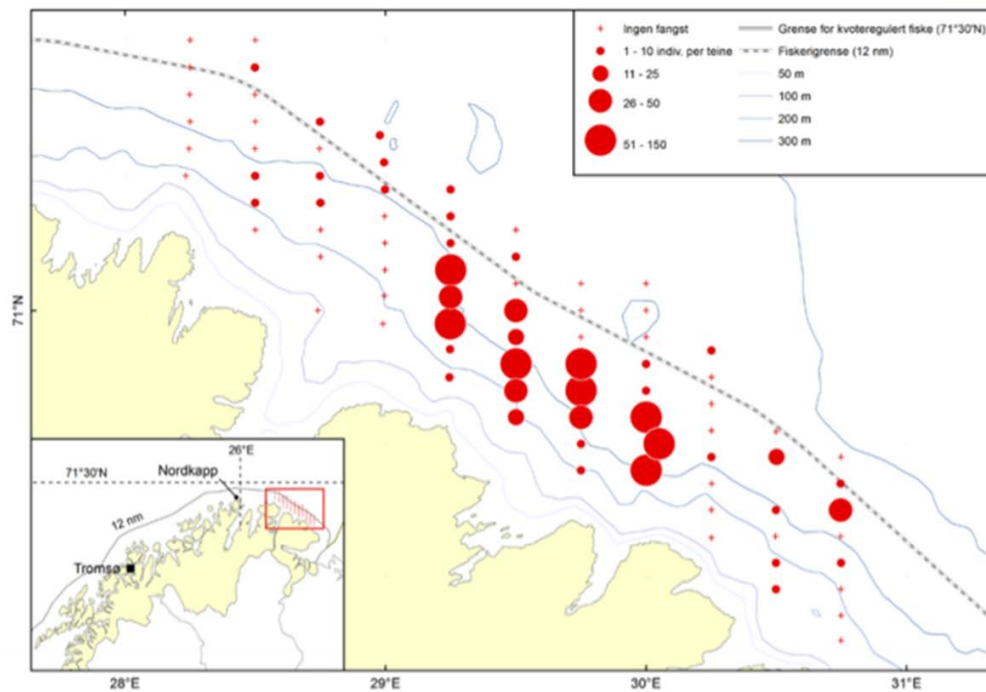 Ingen fangst
1 - 10 indiv. per teine
11 - 25
26 - 50
51 - 150
Grense for kvoteregulert fiske (71°30'N)
Fiskerigrense (12 nm)
50 m
100 m
200 m
300 m
71°N
26°E
71°30'N
Nordkapp
12 nm
Tromsø
28°E
29°E
30°E
31°E